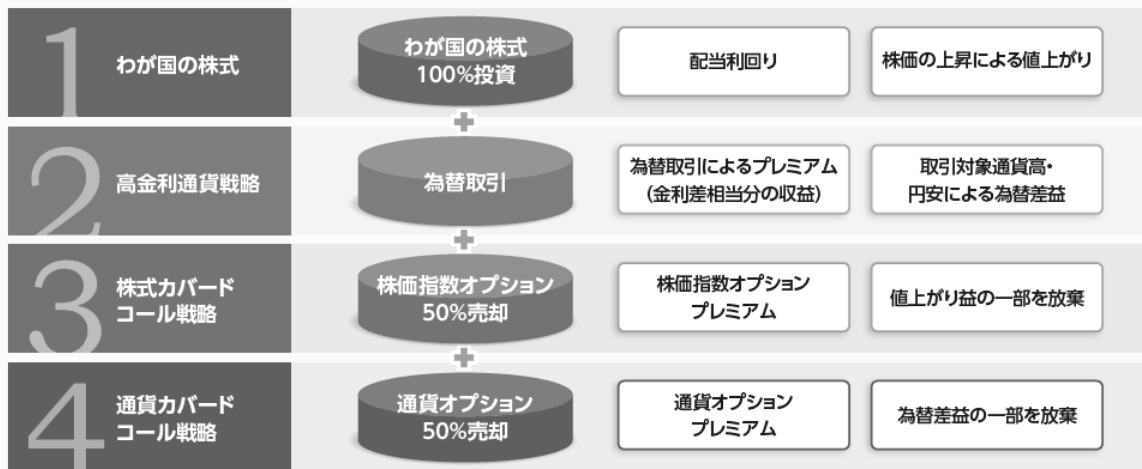 1
わが国の株式
わが国の株式
100%投資
配当利回り
株価の上昇による値上がり
+
2
高金利通貨戦略
為替取引
為替取引によるプレミアム
(金利差相当分の収益)
取引対象通貨高・
円安による為替差益
+
3
株式カバード
コール戦略
株価指数オプション
50%売却
株価指数オプション
プレミアム
値上がり益の一部を放棄
+
4
通貨カバード
コール戦略
通貨オプション
50%売却
通貨オプション
プレミアム
為替差益の一部を放棄